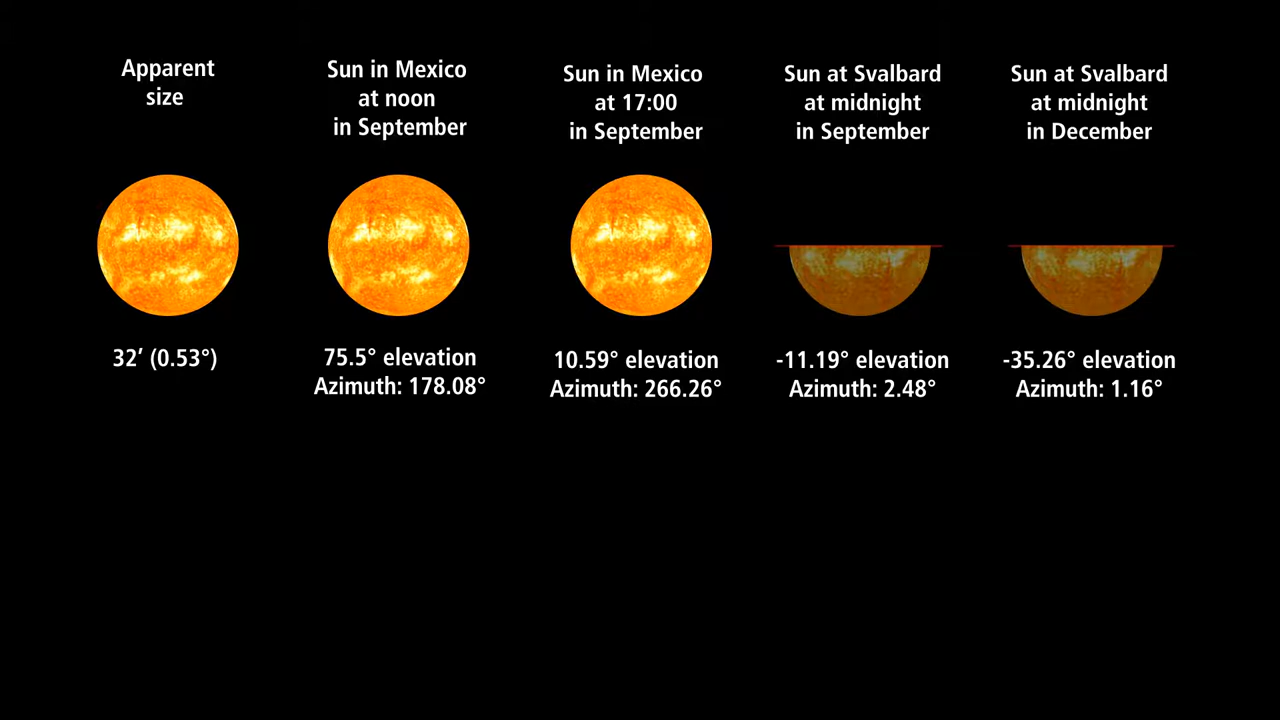 Apparent
size
32′ (0.53°)
Sun in Mexico
at noon
in September
75.5° elevation
Azimuth: 178.08°
Sun in Mexico
at 17:00
in September
10.59° elevation
Azimuth: 266.26°
Sun at Svalbard
at midnight
in September
-11.19° elevation
Azimuth: 2.48°
Sun at Svalbard
at midnight
in December
-35.26° elevation
Azimuth: 1.16°